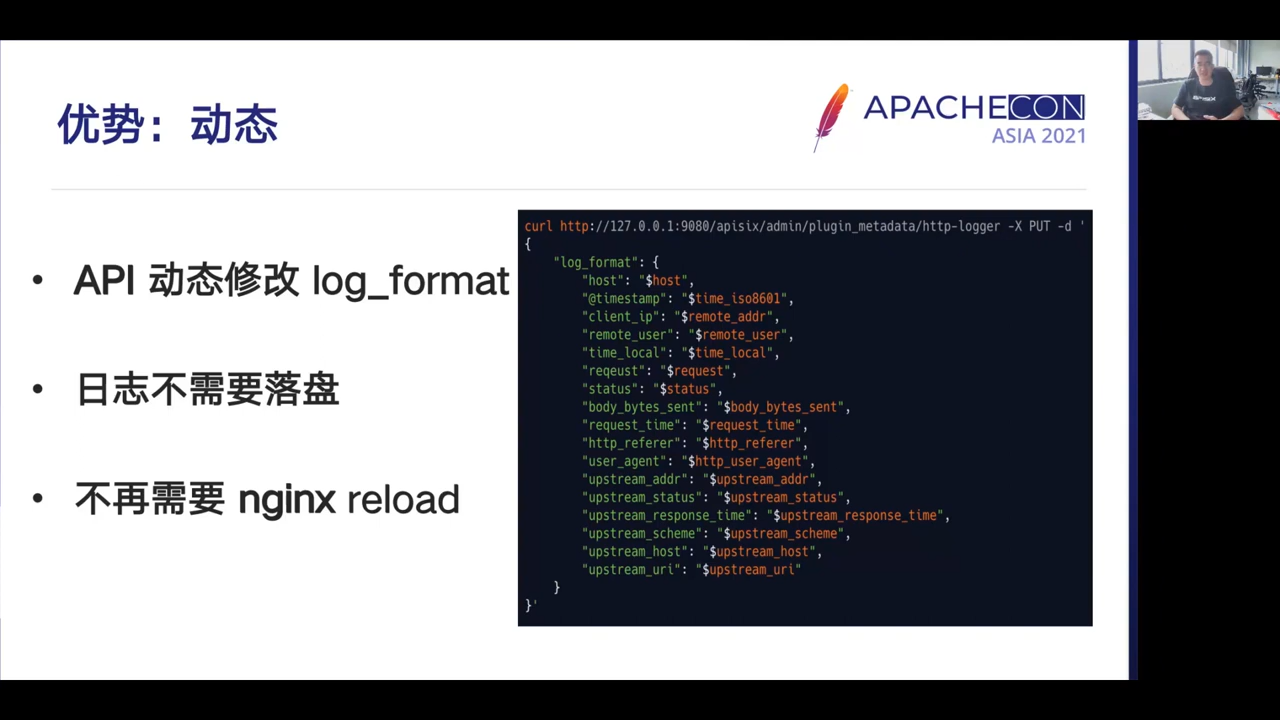 优势：动态
APACHECON
ASIA 2021
• API 动态修改 log_format
• 日志不需要落盘
• 不再需要 nginx reload
curl http://127.0.0.1:9080/apisix/admin/plugin_metadata/http-logger -X PUT -d '
{
"log_format": {
"host": "$host",
"@timestamp": "$time_iso8601",
"client_ip": "$remote_addr",
"remote_user": "$remote_user",
"time_local": "$time_local",
"reqeust": "$request",
"status": "$status",
"body_bytes_sent": "$body_bytes_sent",
"request_time": "$request_time",
"http_referer": "$http_referer",
"user_agent": "$http_user_agent",
"upstream_addr": "$upstream_addr",
"upstream_status": "$upstream_status",
"upstream_response_time": "$upstream_response_time",
"upstream_scheme": "$upstream_scheme",
"upstream_host": "$upstream_host",
"upstream_uri": "$upstream_uri"
}
}'